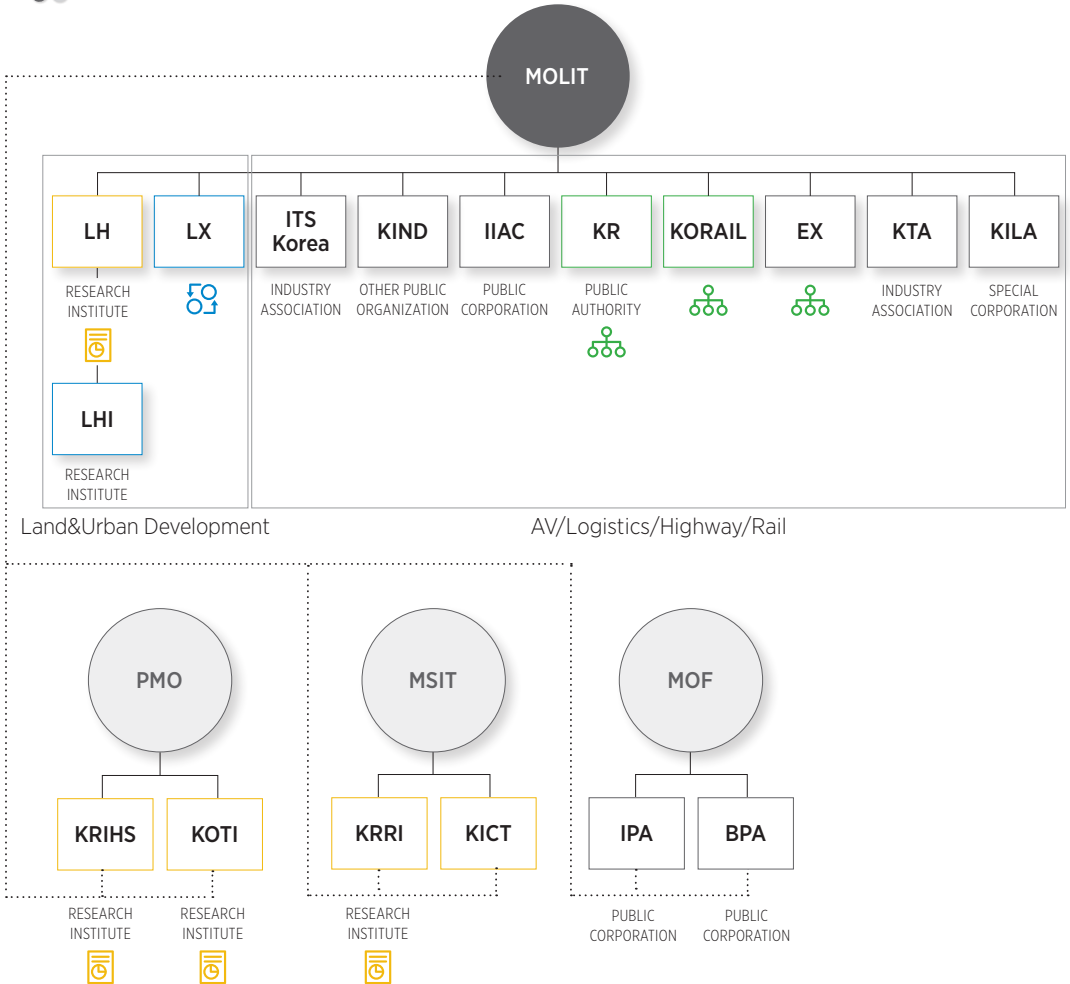 MOLIT
LH
LX
ITS
Korea
KIND
IIAC
KR
KORAIL
EX
KTA
KILA
RESEARCH
INSTITUTE
INDUSTRY
ASSOCIATION
OTHER PUBLIC
ORGANIZATION
PUBLIC
CORPORATION
PUBLIC
AUTHORITY
INDUSTRY
ASSOCIATION
SPECIAL
CORPORATION
LHI
RESEARCH
INSTITUTE
Land&Urban Development
AV/Logistics/Highway/Rail
PMO
MSIT
MOF
KRIHS
KOTI
KRRI
KICT
IPA
BPA
RESEARCH
INSTITUTE
RESEARCH
INSTITUTE
RESEARCH
INSTITUTE
PUBLIC
CORPORATION
PUBLIC
CORPORATION